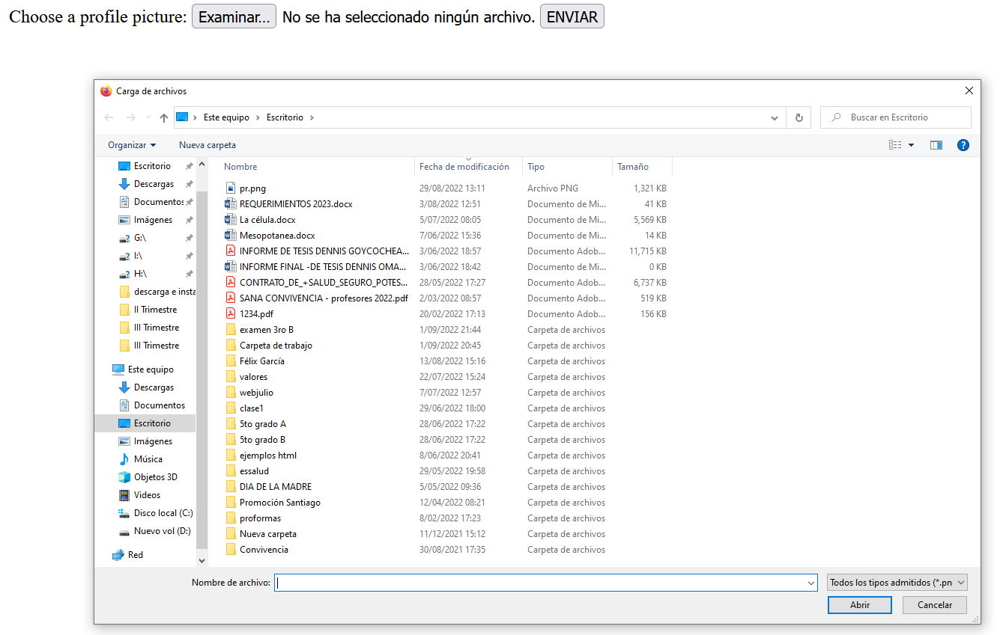 Choose a profile picture: Examinar... No se ha seleccionado ningún archivo. ENVIAR
Carga de archivos
Este equipo › Escritorio ›
Buscar en Escritorio
Organizar
Nueva carpeta
Escritorio
Descargas
Documentos
Imágenes
G:\
I:\
H:\
descarga e insta
II Trimestre
III Trimestre
III Trimestre
Este equipo
Descargas
Documentos
Escritorio
Imágenes
Música
Objetos 3D
Videos
Disco local (C:)
Nuevo vol (D:)
Red
Nombre Fecha de modificación Tipo Tamaño
pr.png 29/08/2022 13:11 Archivo PNG 1,321 KB
REQUERIMIENTOS 2023.docx 3/08/2022 12:51 Documento de Mi... 41 KB
La célula.docx 5/07/2022 08:05 Documento de Mi... 5,569 KB
Mesopotanea.docx 7/06/2022 15:36 Documento de Mi... 14 KB
INFORME DE TESIS DENNIS GOYCOCHEA... 3/06/2022 18:57 Documento Adob... 11,715 KB
INFORME FINAL -DE TESIS DENNIS OMA... 3/06/2022 18:42 Documento de Mi... 0 KB
CONTRATO_DE_+SALUD_SEGURO_POTES... 28/05/2022 17:27 Documento Adob... 6,737 KB
SANA CONVIVENCIA - profesores 2022.pdf 2/03/2022 08:57 Documento Adob... 519 KB
1234.pdf 20/02/2022 17:13 Documento Adob... 156 KB
examen 3ro B 1/09/2022 21:44 Carpeta de archivos
Carpeta de trabajo 1/09/2022 20:45 Carpeta de archivos
Félix García 13/08/2022 15:16 Carpeta de archivos
valores 22/07/2022 15:24 Carpeta de archivos
webjulio 7/07/2022 12:57 Carpeta de archivos
clase1 29/06/2022 18:00 Carpeta de archivos
5to grado A 28/06/2022 17:22 Carpeta de archivos
5to grado B 28/06/2022 17:22 Carpeta de archivos
ejemplos html 8/06/2022 20:41 Carpeta de archivos
essalud 29/05/2022 19:58 Carpeta de archivos
DIA DE LA MADRE 5/05/2022 09:36 Carpeta de archivos
Promoción Santiago 12/04/2022 08:21 Carpeta de archivos
proformas 8/02/2022 17:23 Carpeta de archivos
Nueva carpeta 11/12/2021 15:12 Carpeta de archivos
Convivencia 30/08/2021 17:35 Carpeta de archivos
Nombre de archivo:
Todos los tipos admitidos (*.pn
Abrir
Cancelar